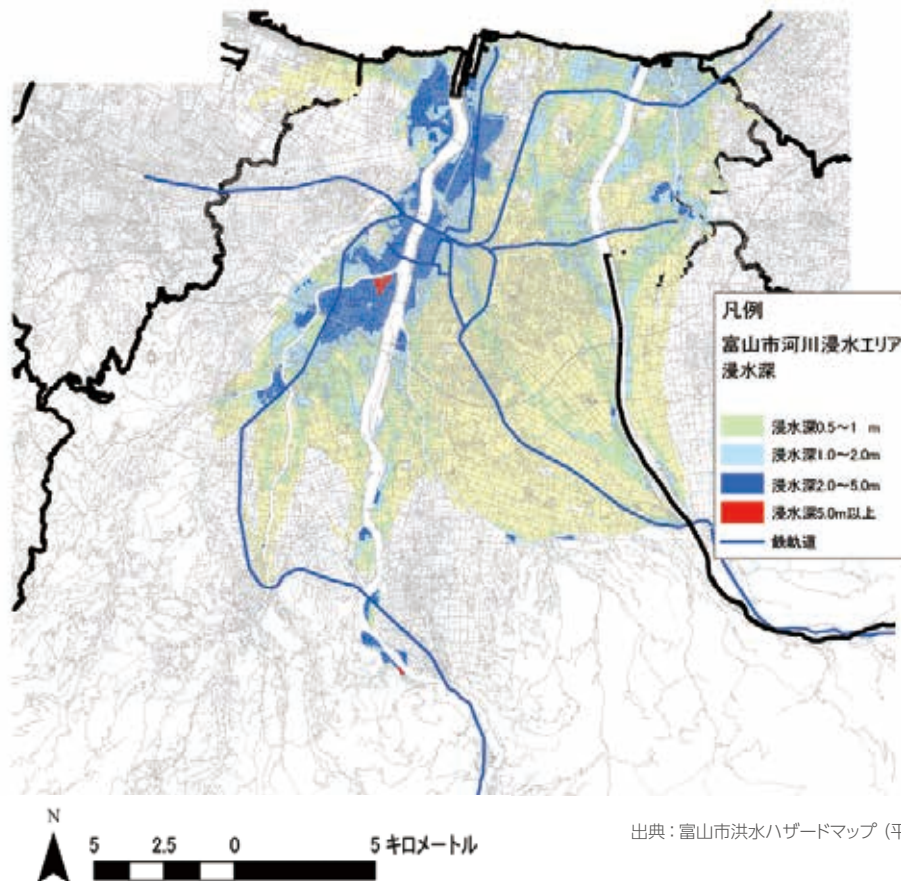 凡例
富山市河川浸水エリア
浸水深
浸水深0.5～1 m
浸水深1.0～2.0m
浸水深2.0～5.0m
浸水深5.0m以上
鉄軌道
N
5 2.5 0 5 キロメートル
出典：富山市洪水ハザードマップ (平